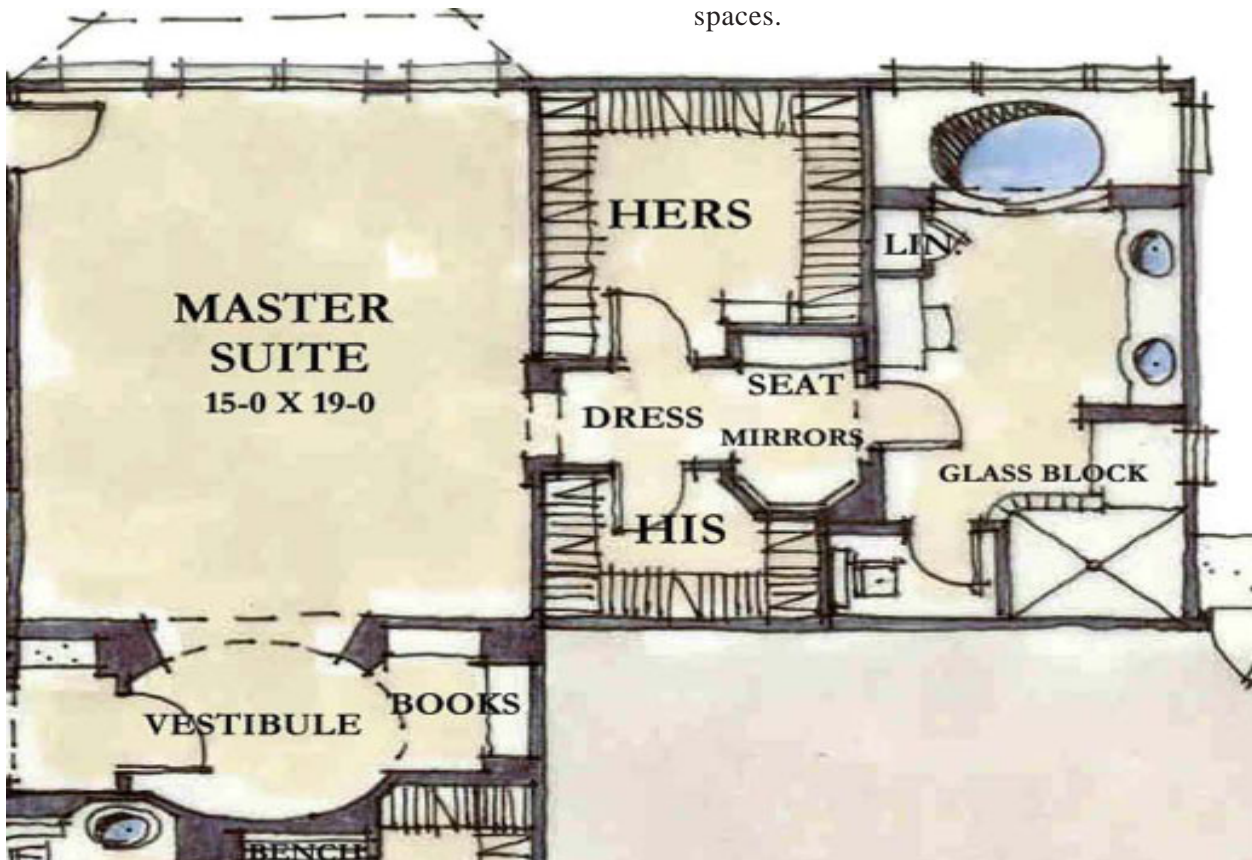 spaces.
HERS
LIN.
MASTER
SUITE
15-0 X 19-0
SEAT
DRESS
MIRRORS
GLASS BLOCK
HIS
BOOKS
VESTIBULE
BENCH